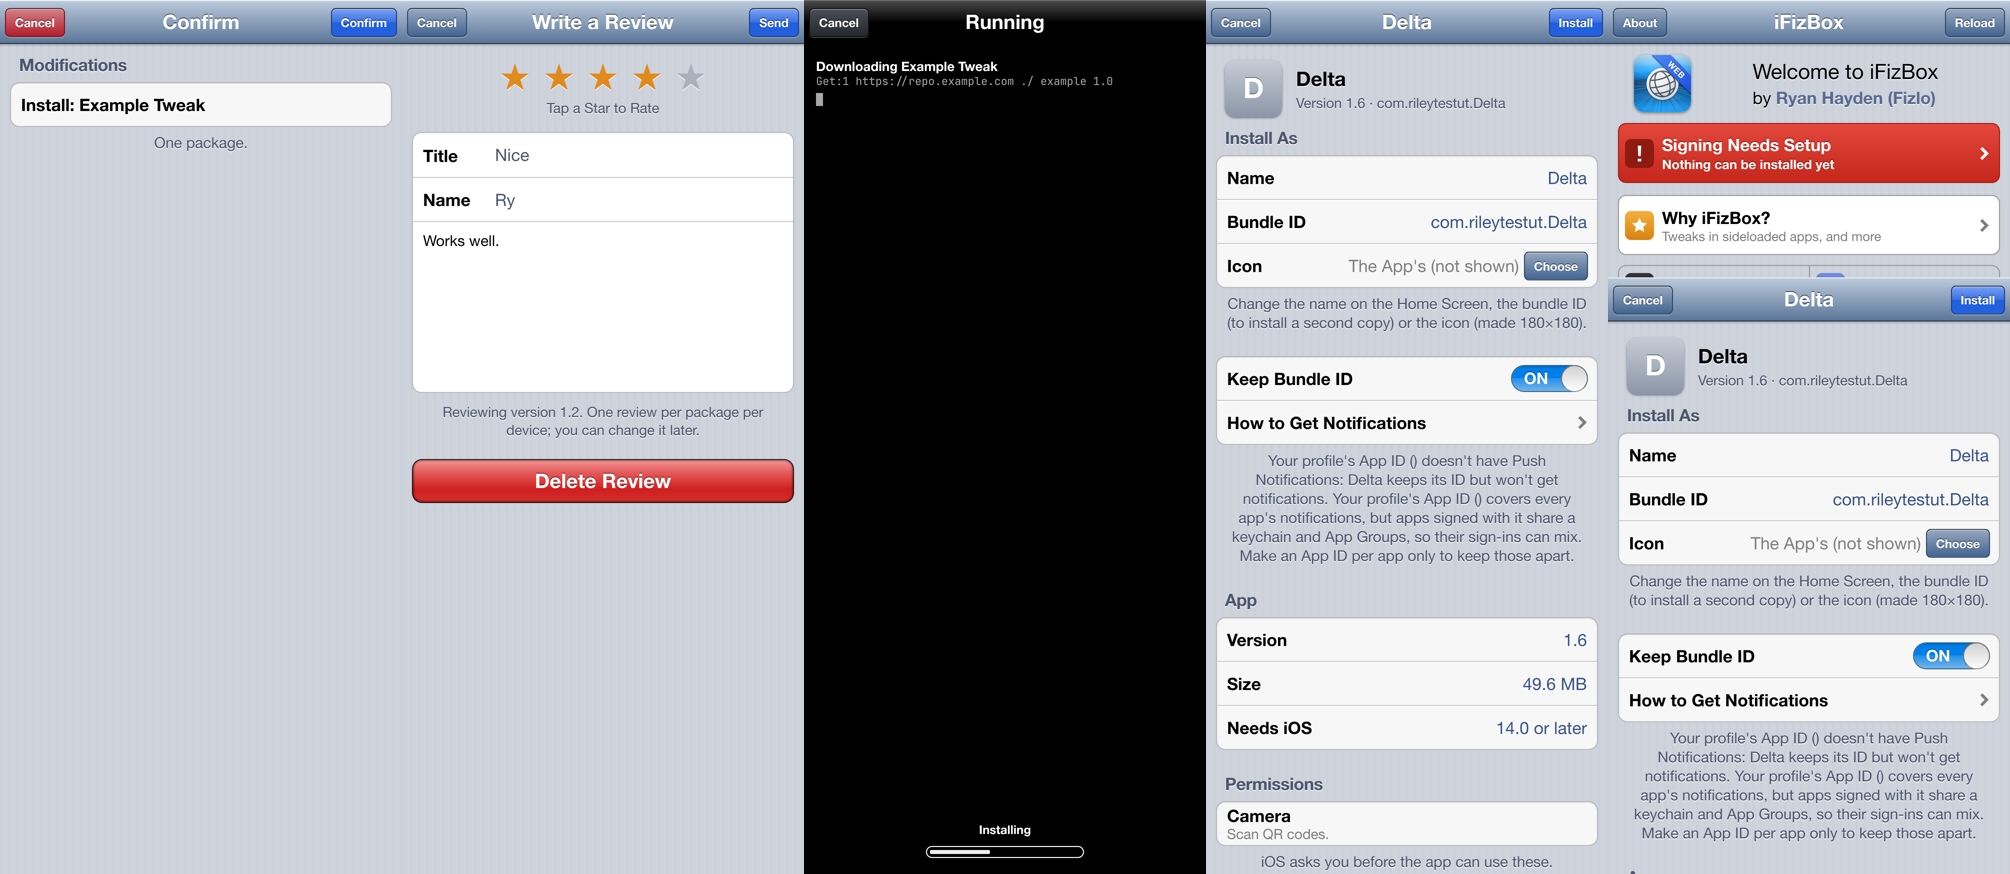 Cancel
Confirm
Confirm
Modifications
Install: Example Tweak
One package.
Cancel
Write a Review
Send
Tap a Star to Rate
Title Nice
Name Ry
Works well.
Reviewing version 1.2. One review per package per
device; you can change it later.
Delete Review
Cancel
Running
Downloading Example Tweak
Get:1 https://repo.example.com ./ example 1.0
Installing
Cancel
Delta
Install
D
Delta
Version 1.6 · com.rileytestut.Delta
Install As
Name Delta
Bundle ID com.rileytestut.Delta
Icon The App's (not shown) Choose
Change the name on the Home Screen, the bundle ID
(to install a second copy) or the icon (made 180×180).
Keep Bundle ID ON
How to Get Notifications
Your profile's App ID () doesn't have Push
Notifications: Delta keeps its ID but won't get
notifications. Your profile's App ID () covers every
app's notifications, but apps signed with it share a
keychain and App Groups, so their sign-ins can mix.
Make an App ID per app only to keep those apart.
App
Version 1.6
Size 49.6 MB
Needs iOS 14.0 or later
Permissions
Camera
Scan QR codes.
iOS asks you before the app can use these.
About
iFizBox
Reload
WEB
Welcome to iFizBox
by Ryan Hayden (Fizlo)
! Signing Needs Setup
Nothing can be installed yet
Why iFizBox?
Tweaks in sideloaded apps, and more
Cancel
Delta
Install
D
Delta
Version 1.6 · com.rileytestut.Delta
Install As
Name Delta
Bundle ID com.rileytestut.Delta
Icon The App's (not shown) Choose
Change the name on the Home Screen, the bundle ID
(to install a second copy) or the icon (made 180×180).
Keep Bundle ID ON
How to Get Notifications
Your profile's App ID () doesn't have Push
Notifications: Delta keeps its ID but won't get
notifications. Your profile's App ID () covers every
app's notifications, but apps signed with it share a
keychain and App Groups, so their sign-ins can mix.
Make an App ID per app only to keep those apart.